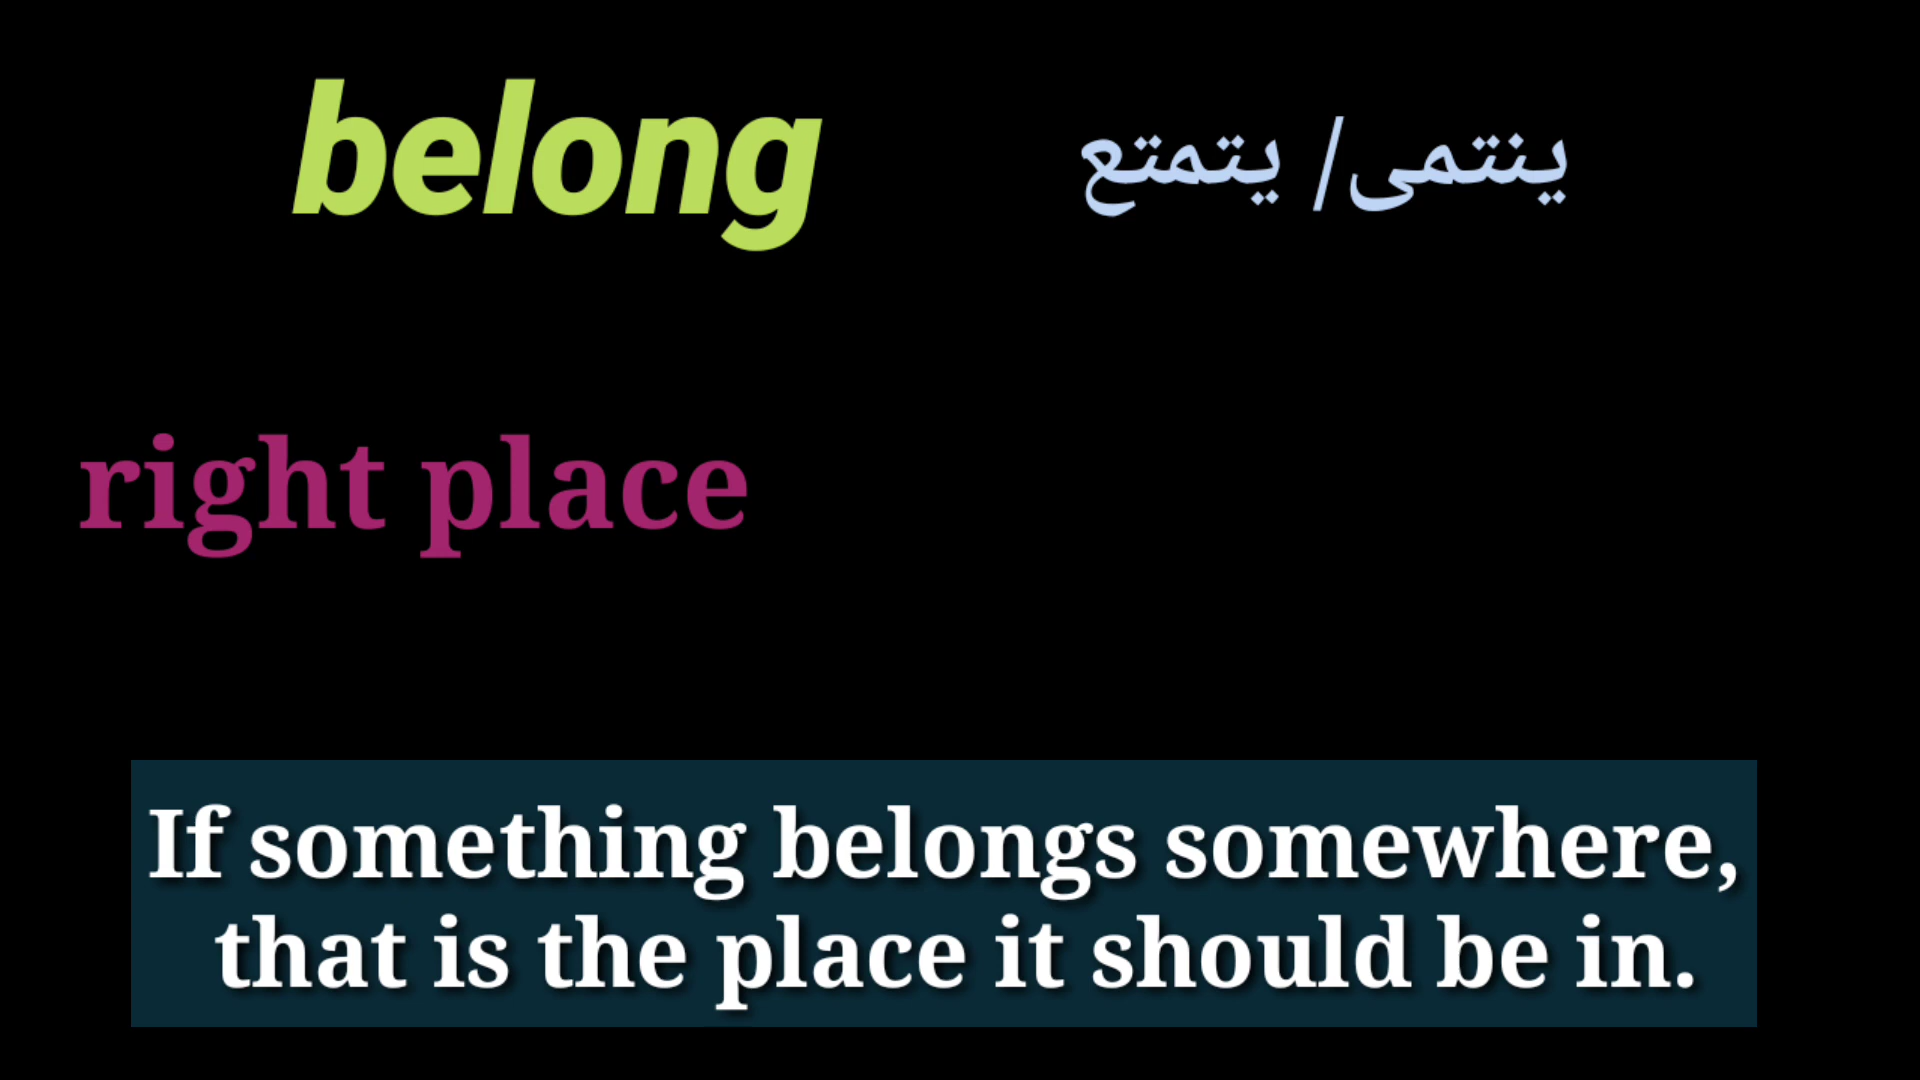 belong
ينتمى/ يتمتع
right place
If something belongs somewhere,
that is the place it should be in.